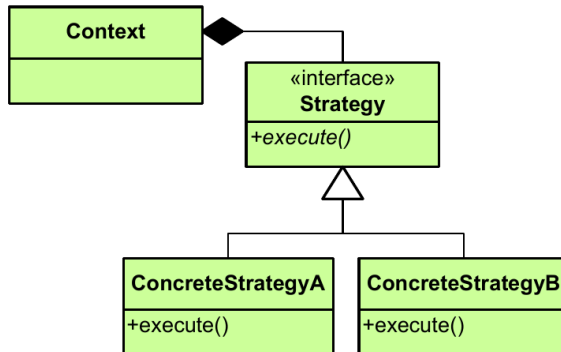 Context
«interface»
Strategy
+execute()
ConcreteStrategyA
+execute()
ConcreteStrategyB
+execute()